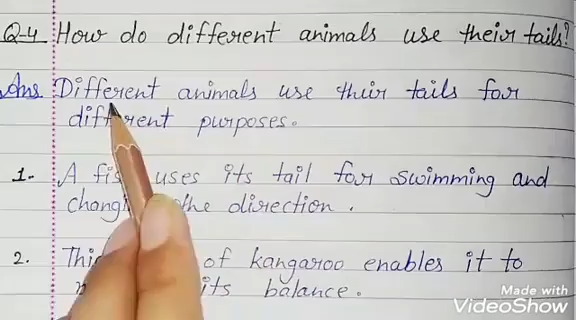 Q-4 How do different animals use their tails?
Ans. Different animals use their tails for
different purposes.
1. A fish uses its tail for swimming and
the direction.
2. of kangaroo enables it to
its balance.
Made with
VideoShow